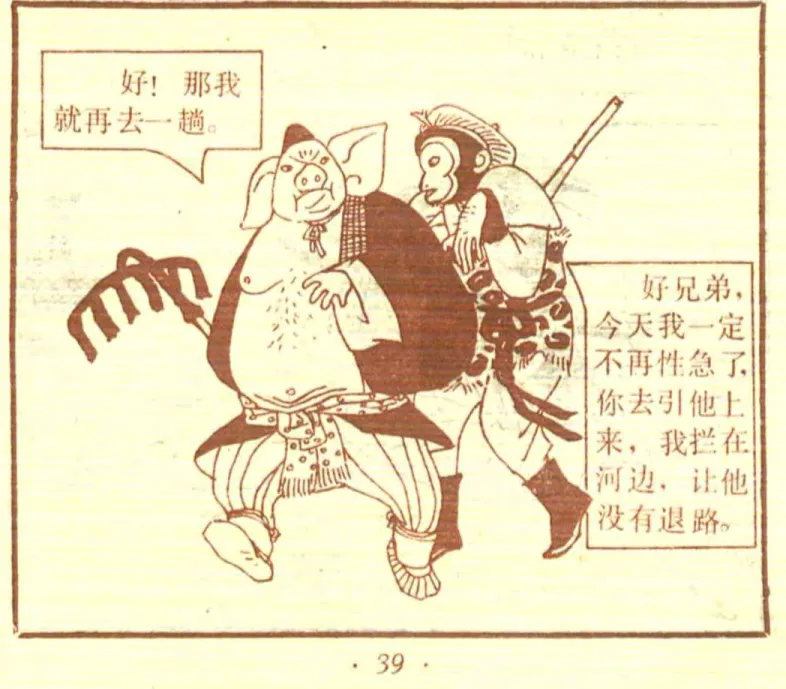 好！那我
就再去一趟。
好兄弟，
今天我一定
不再性急了，
你去引他上
来，我拦在
河边，让他
没有退路。
· 39 ·